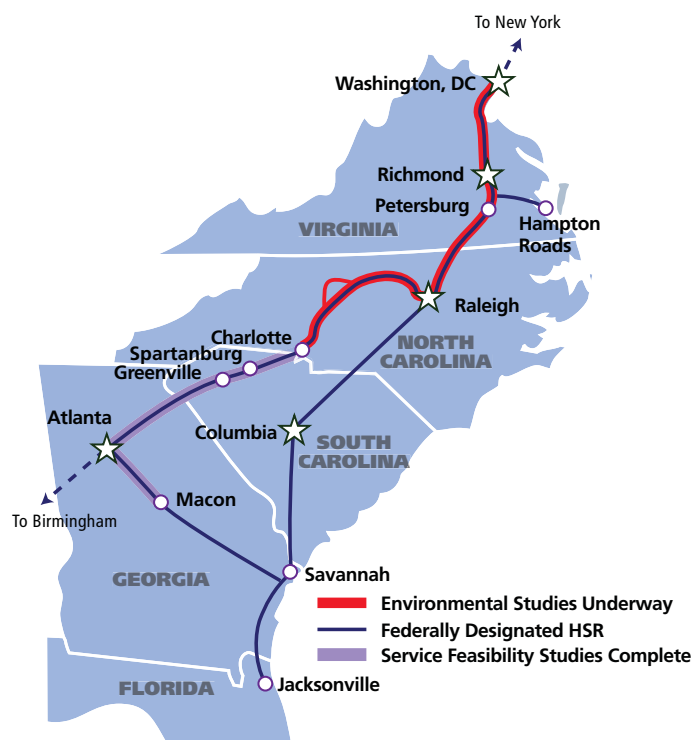 To New York
Washington, DC
Richmond
Petersburg
Hampton
Roads
VIRGINIA
Raleigh
Charlotte
NORTH
CAROLINA
Spartanburg
Greenville
Atlanta
Columbia
SOUTH
CAROLINA
Macon
To Birmingham
GEORGIA
Savannah
Environmental Studies Underway
Federally Designated HSR
Service Feasibility Studies Complete
FLORIDA
Jacksonville